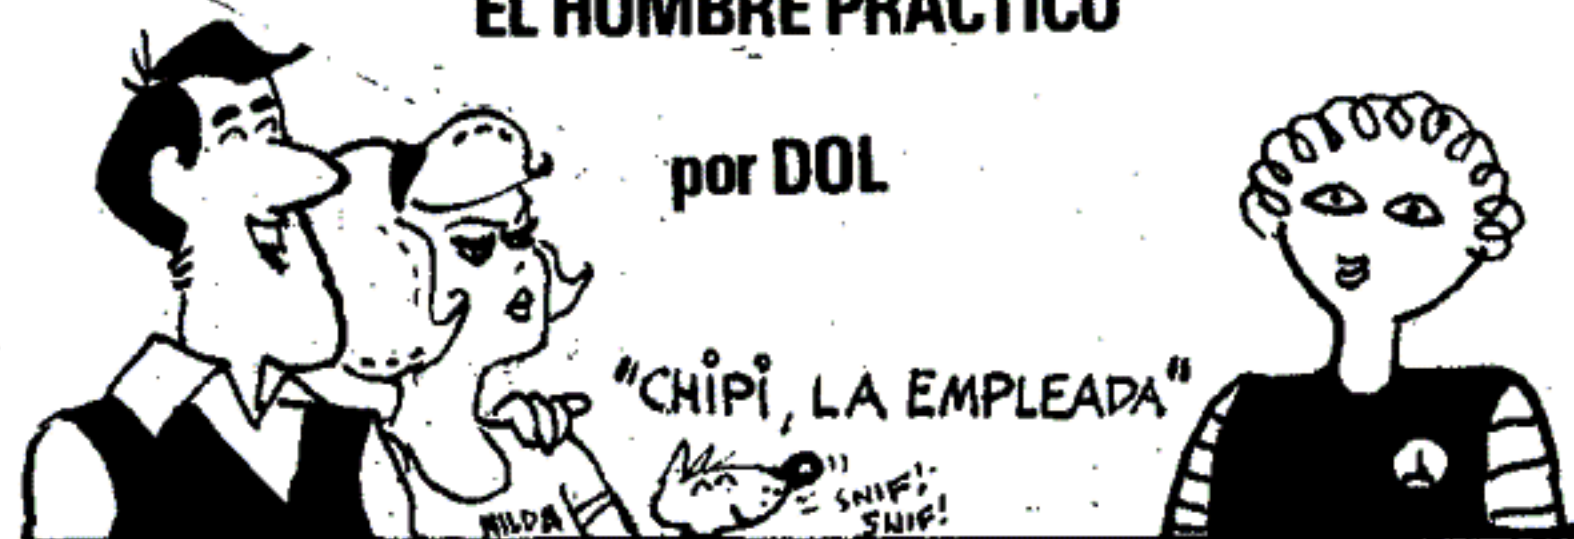 EL HOMBRE PRACTICO
por DOL
"CHIPI, LA EMPLEADA"
SNIF!
SNIF!
HILDA